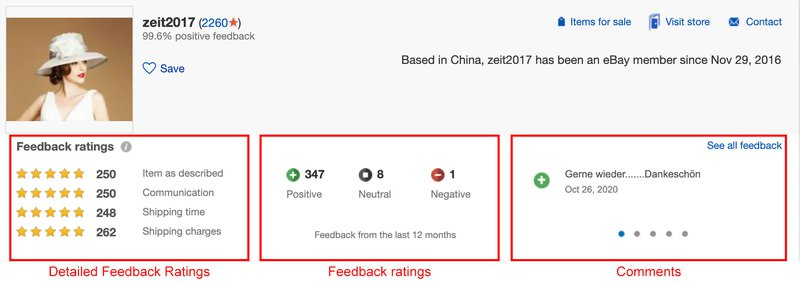 zeit2017 (2260★)
99.6% positive feedback
Save
Items for sale
Visit store
Contact
Based in China, zeit2017 has been an eBay member since Nov 29, 2016
Feedback ratings i
250 Item as described
250 Communication
248 Shipping time
262 Shipping charges
347 8 1
Positive Neutral Negative
Feedback from the last 12 months
See all feedback
Gerne wieder.......Dankeschön
Oct 26, 2020
Detailed Feedback Ratings
Feedback ratings
Comments